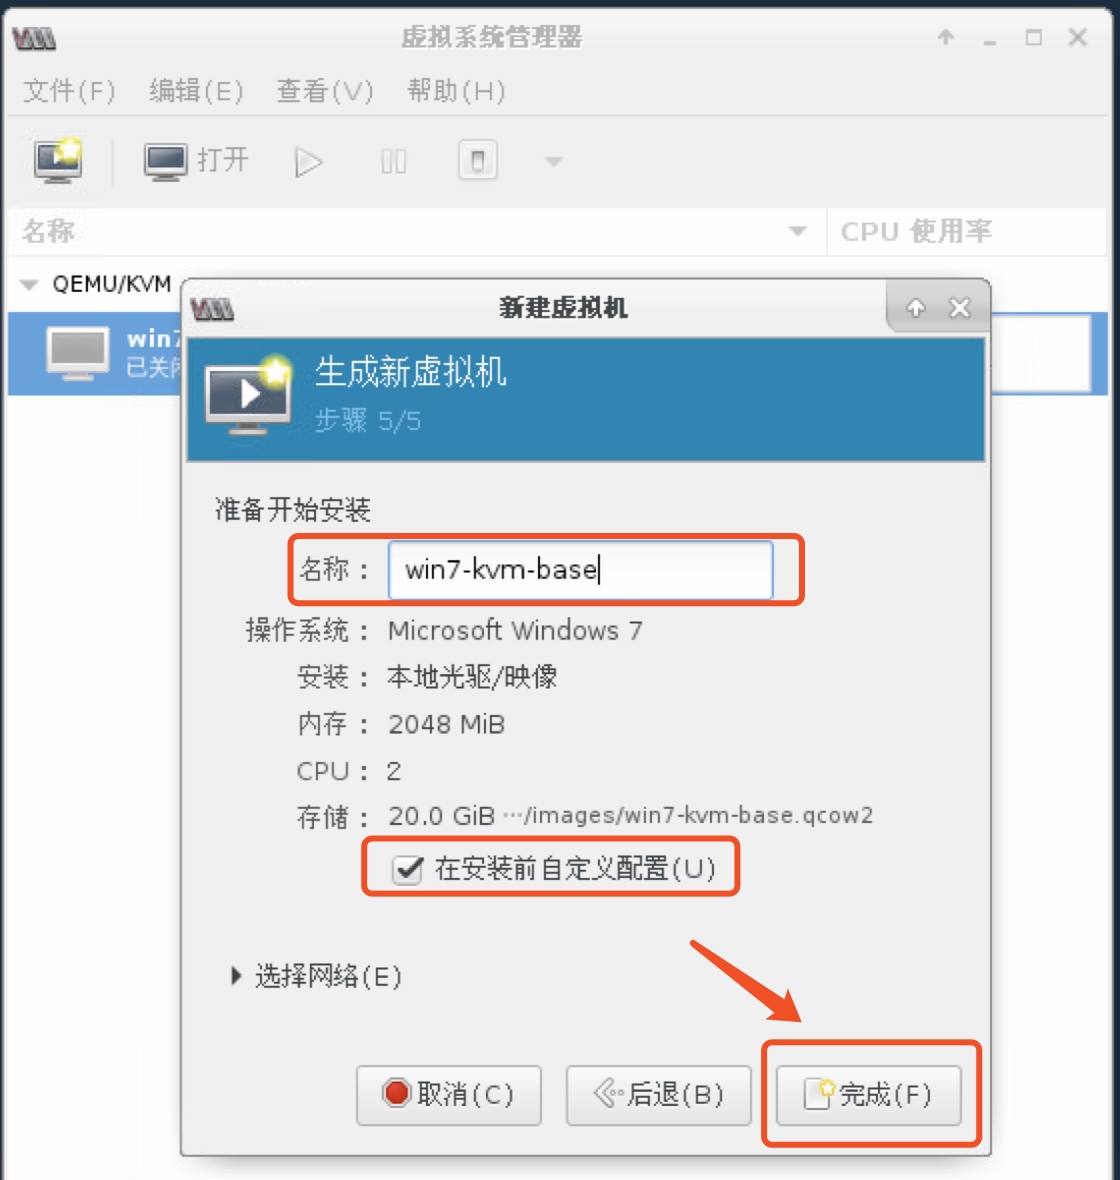 虚拟系统管理器
文件(F) 编辑(E) 查看(V) 帮助(H)
打开
名称 CPU 使用率
QEMU/KVM
win7
已关
新建虚拟机
生成新虚拟机
步骤 5/5
准备开始安装
名称： win7-kvm-base
操作系统： Microsoft Windows 7
安装： 本地光驱/映像
内存： 2048 MiB
CPU： 2
存储： 20.0 GiB ···/images/win7-kvm-base.qcow2
在安装前自定义配置(U)
选择网络(E)
取消(C) 后退(B) 完成(F)